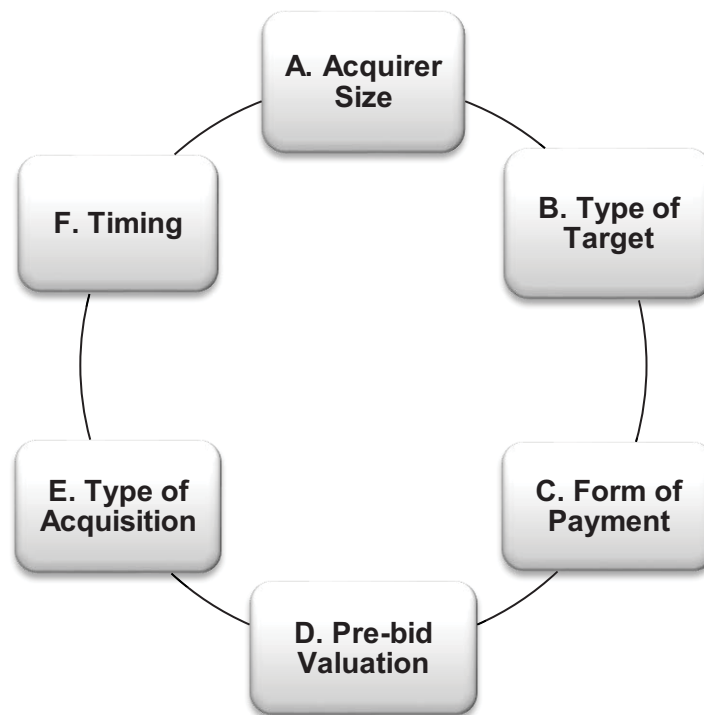 A. Acquirer
Size
B. Type of
Target
C. Form of
Payment
D. Pre-bid
Valuation
E. Type of
Acquisition
F. Timing